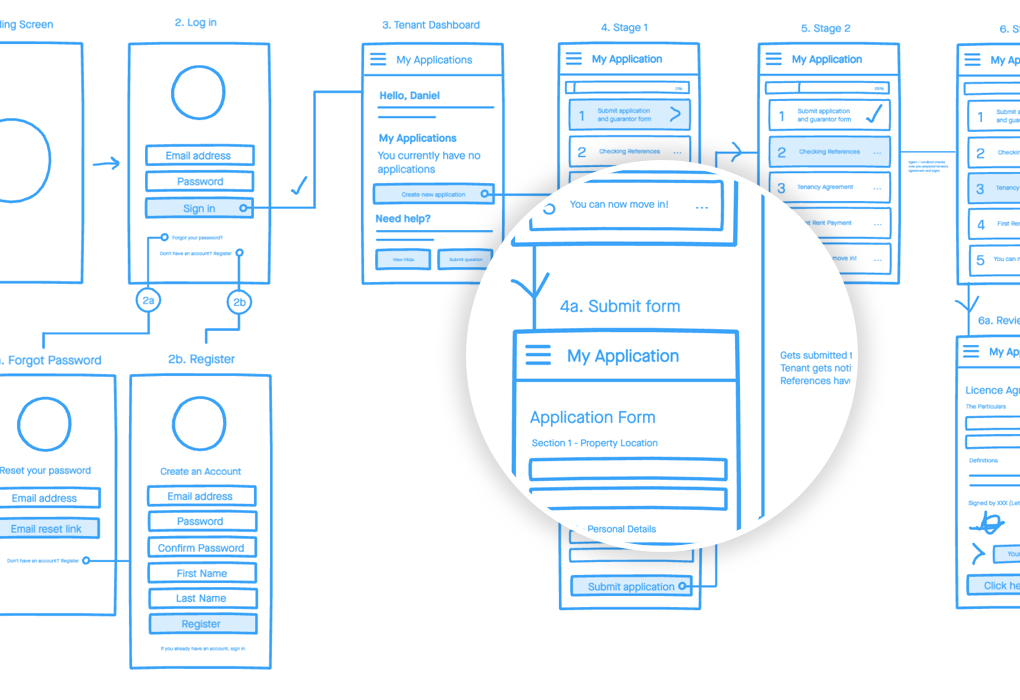 ing Screen
2. Log in
Email address
Password
Sign in
Forgot your password?
Don't have an account? Register
2a
2b
Forgot Password
Reset your password
Email address
Email reset link
Don't have an account? Register
2b. Register
Create an Account
Email address
Password
Confirm Password
First Name
Last Name
Register
If you already have an account, sign in
3. Tenant Dashboard
My Applications
Hello, Daniel
My Applications
You currently have no
applications
Create new application
Need help?
View FAQs
Submit question
4. Stage 1
My Application
1 Submit application
and guarantor form
2 Checking References ...
You can now move in! ...
4a. Submit form
My Application
Application Form
Section 1 - Property Location
Personal Details
Gets submitted t
Tenant gets noti
References hav
Submit application
5. Stage 2
My Application
1 Submit application
and guarantor form
2 Checking References ...
3 Tenancy Agreement ...
t Rent Payment ...
move in! ...
6. St
My Ap
1 Submit a
and gua
2 Checking
3 Tenancy
4 First Re
5 You can n
6a. Revie
My Ap
Licence Ag
The Particulars
Definitions
Signed by XXX (Let
Your
Click he